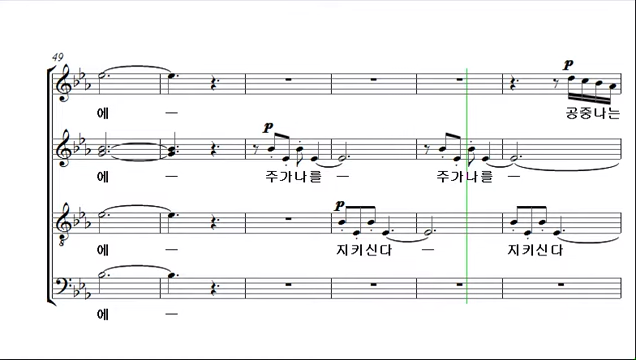 49
p
에 — 공중나는
p
에 — 주가나를 — 주가나를 —
p
에 — 지키신다 — 지키신다
에 —